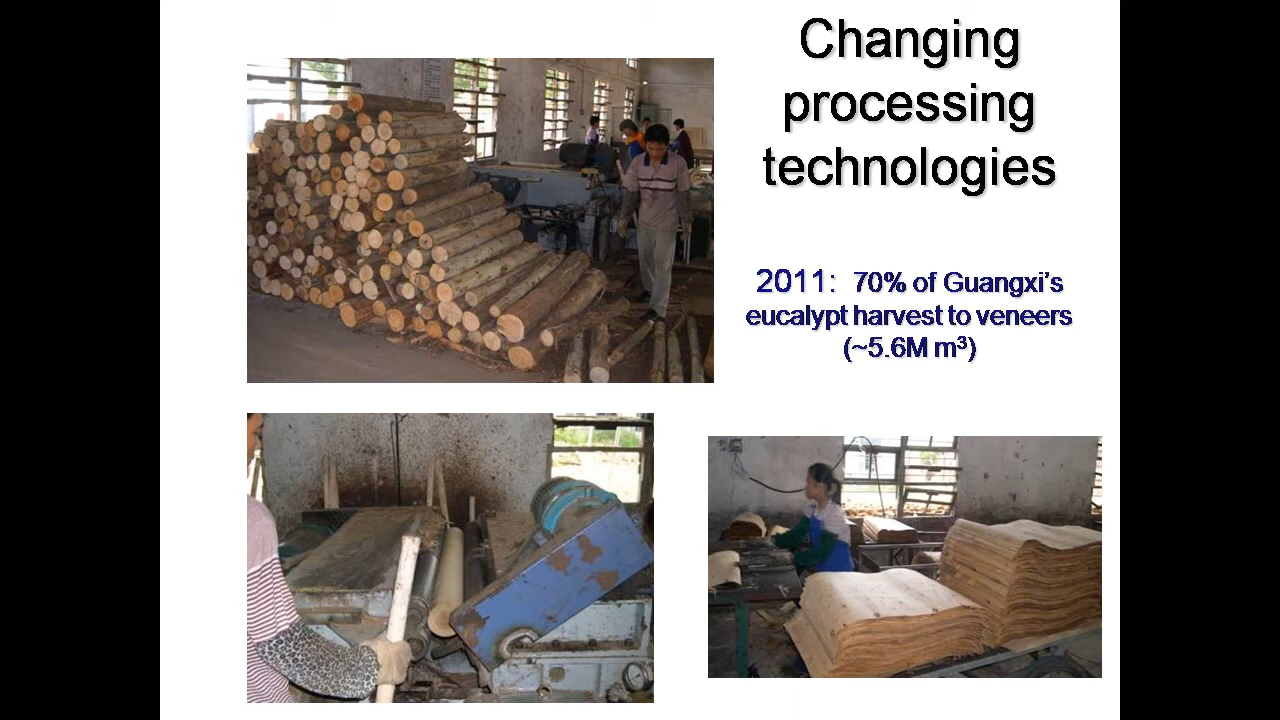 Changing
processing
technologies
2011:  70% of Guangxi’s
eucalypt harvest to veneers
(~5.6M m³)